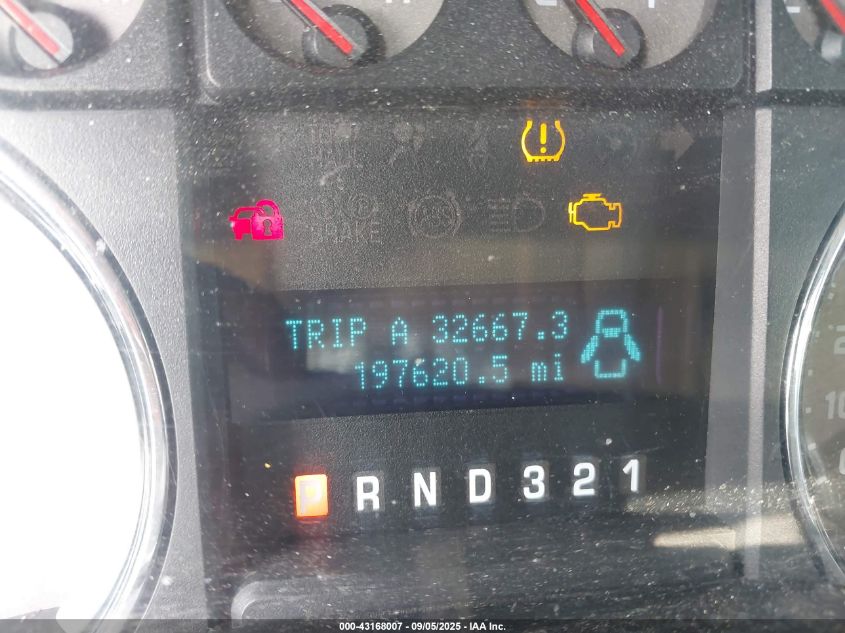 BRAKE
TRIP A 32667.3
197620.5 mi
P R N D 3 2 1
000-43168007 - 09/05/2025 - IAA Inc.